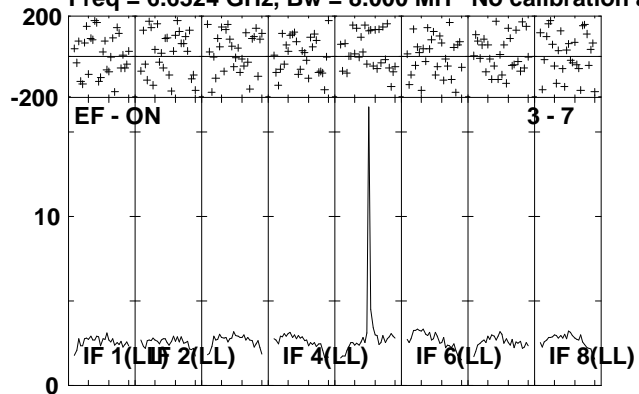 Freq = 6.6524 GHz, Bw = 8.000 MH No calibration a
200
-200
EF - ON 3 - 7
10
IF 1(LL) IF 2(LL) IF 4(LL) IF 6(LL) IF 8(LL)
0